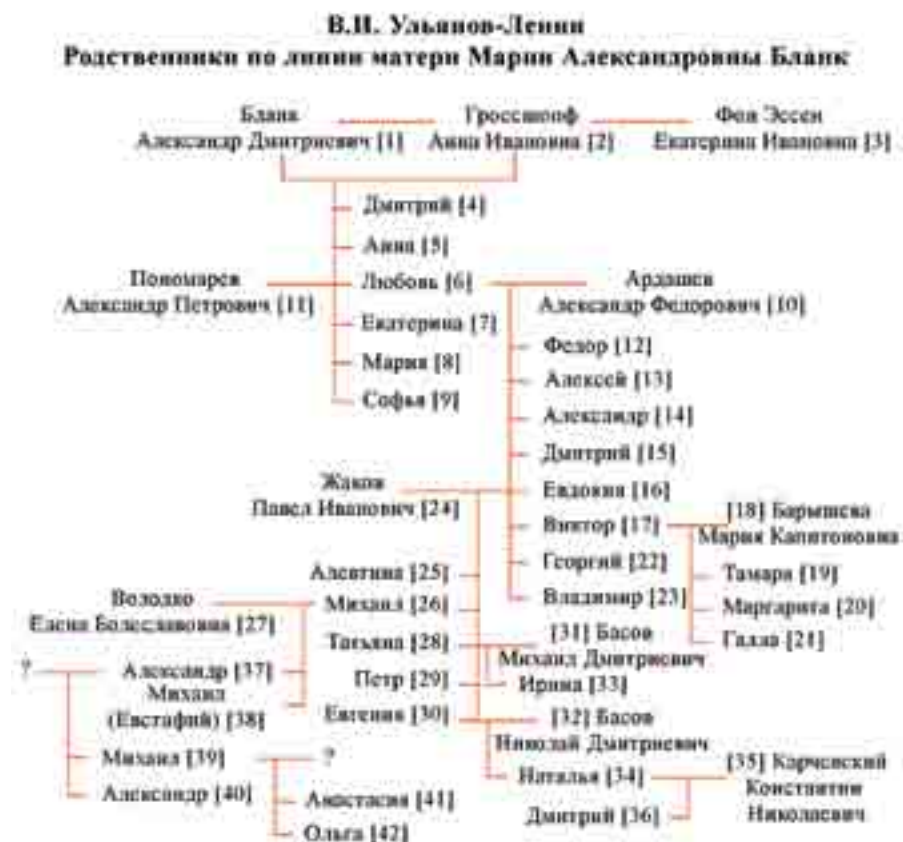 В.И. Ульянов-Ленин
Родственники по линии матери Марии Александровны Бланк
Бланк Гроссшопф Фон Эссен
Александр Дмитриевич [1] Анна Ивановна [2] Екатерина Ивановна [3]
Дмитрий [4]
Анна [5]
Пономарев Любовь [6] Ардашев
Александр Петрович [11] Александр Федорович [10]
Екатерина [7]
Федор [12]
Мария [8]
Алексей [13]
Софья [9]
Александр [14]
Дмитрий [15]
Жаков Евдокия [16]
Павел Иванович [24]
Виктор [17] [18] Барышева
Мария Капитоновна
Алевтина [25] Георгий [22] Тамара [19]
Володко Михаил [26] Владимир [23] Маргарита [20]
Елена Болеславовна [27]
Татьяна [28] [31] Басов Галла [21]
Михаил Дмитриевич
? Александр [37] Петр [29] Ирина [33]
Михаил
(Евстафий) [38] Евгения [30] [32] Басов
Николай Дмитриевич
Михаил [39] ? Наталья [34] [35] Карчевский
Константин
Николаевич
Александр [40] Анастасия [41] Дмитрий [36]
Ольга [42]